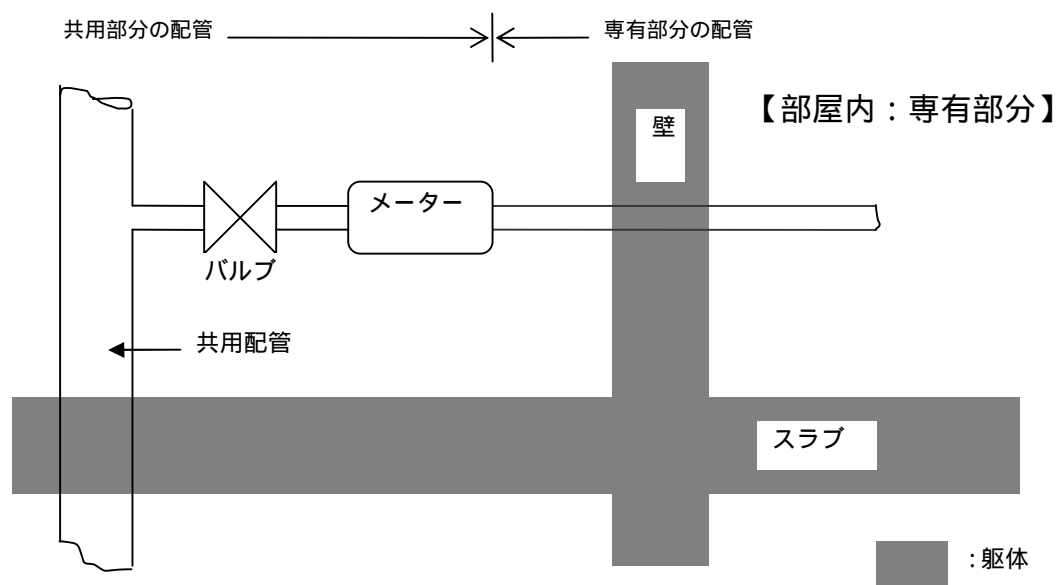 共用部分の配管
専有部分の配管
【部屋内:専有部分】
壁
メーター
バルブ
共用配管
スラブ
:躯体